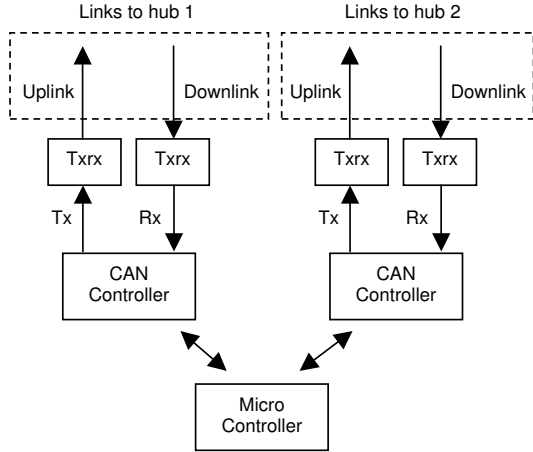 Links to hub 1
Links to hub 2
Uplink
Downlink
Uplink
Downlink
Txrx
Txrx
Txrx
Txrx
Tx
Rx
Tx
Rx
CAN
Controller
CAN
Controller
Micro
Controller